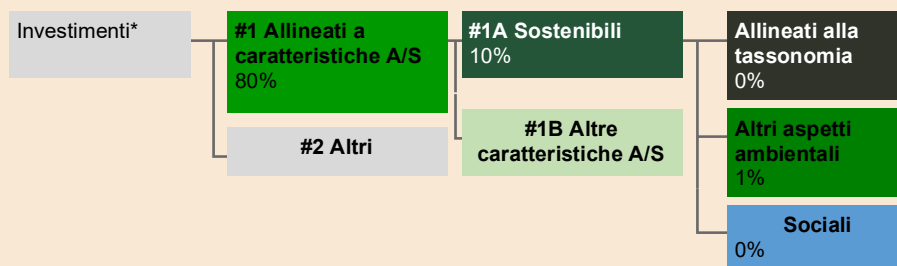 Investimenti*
#1 Allineati a
caratteristiche A/S
80%
#2 Altri
#1A Sostenibili
10%
#1B Altre
caratteristiche A/S
Allineati alla
tassonomia
0%
Altri aspetti
ambientali
1%
Sociali
0%